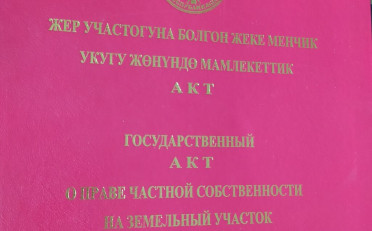 ЖЕР УЧАСТОГУНА БОЛГОН ЖЕКЕ МЕНЧИК
УКУГУ ЖӨНҮНДӨ МАМЛЕКЕТТИК
АКТ
ГОСУДАРСТВЕННЫЙ
АКТ
О ПРАВЕ ЧАСТНОЙ СОБСТВЕННОСТИ
НА ЗЕМЕЛЬНЫЙ УЧАСТОК